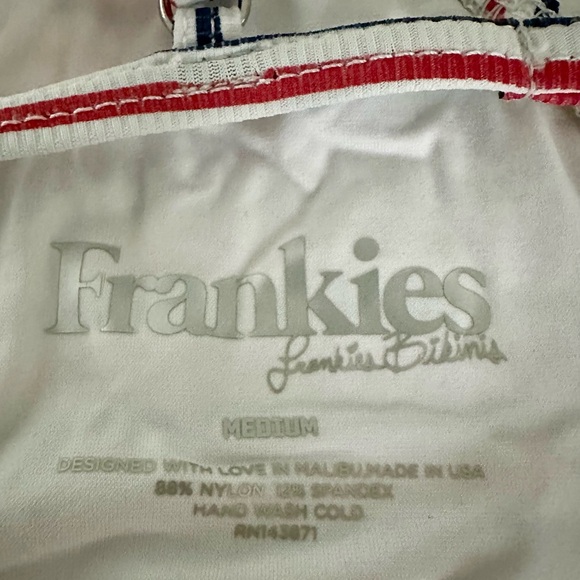 Frankies
Frankies Bikinis
MEDIUM
DESIGNED WITH LOVE IN MALIBU, MADE IN USA
88% NYLON 12% SPANDEX
HAND WASH COLD
RN143871